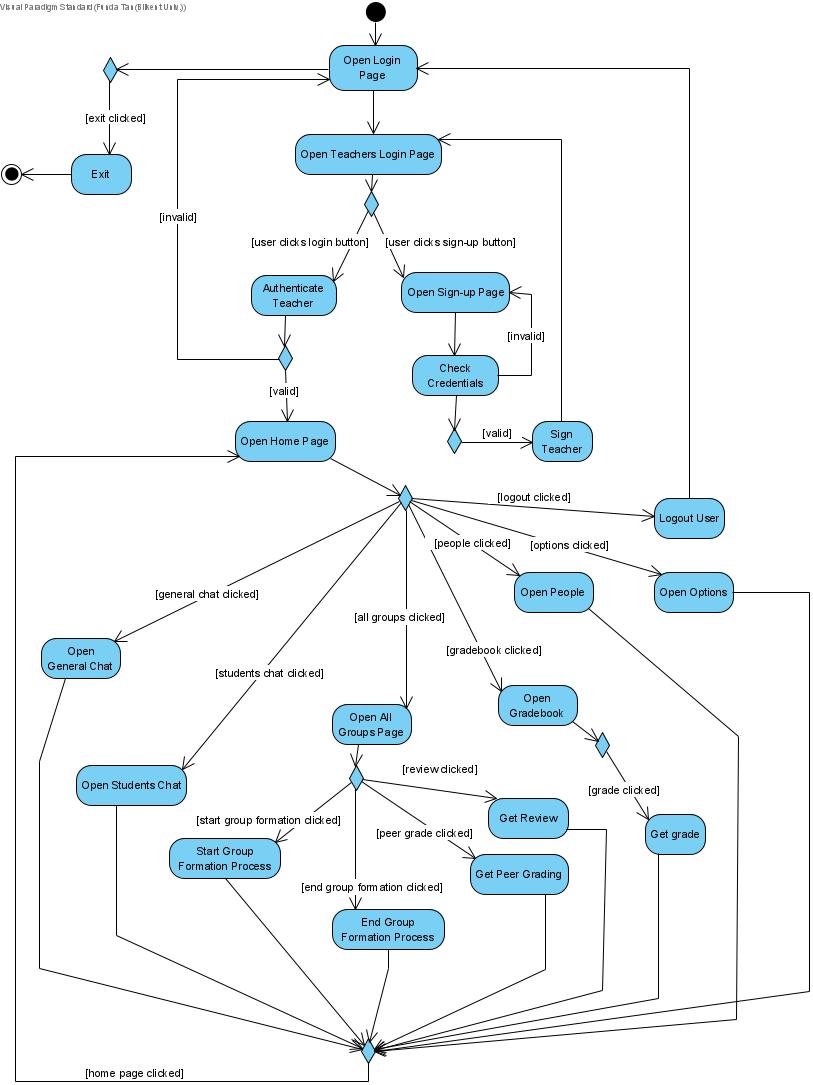 Visual Paradigm Standard (Funda Tan (Bilkent Univ.))
Open Login
Page
[exit clicked]
Open Teachers Login Page
Exit
[invalid]
[user clicks login button]
[user clicks sign-up button]
Authenticate
Teacher
Open Sign-up Page
[invalid]
Check
Credentials
[valid]
Open Home Page
[valid]
Sign
Teacher
[logout clicked]
Logout User
[people clicked]
[options clicked]
[general chat clicked]
Open People
Open Options
[all groups clicked]
Open
General Chat
[gradebook clicked]
[students chat clicked]
Open
Gradebook
Open All
Groups Page
[review clicked]
Open Students Chat
[grade clicked]
[start group formation clicked]
Get Review
[peer grade clicked]
Get grade
Start Group
Formation Process
Get Peer Grading
[end group formation clicked]
End Group
Formation Process
[home page clicked]